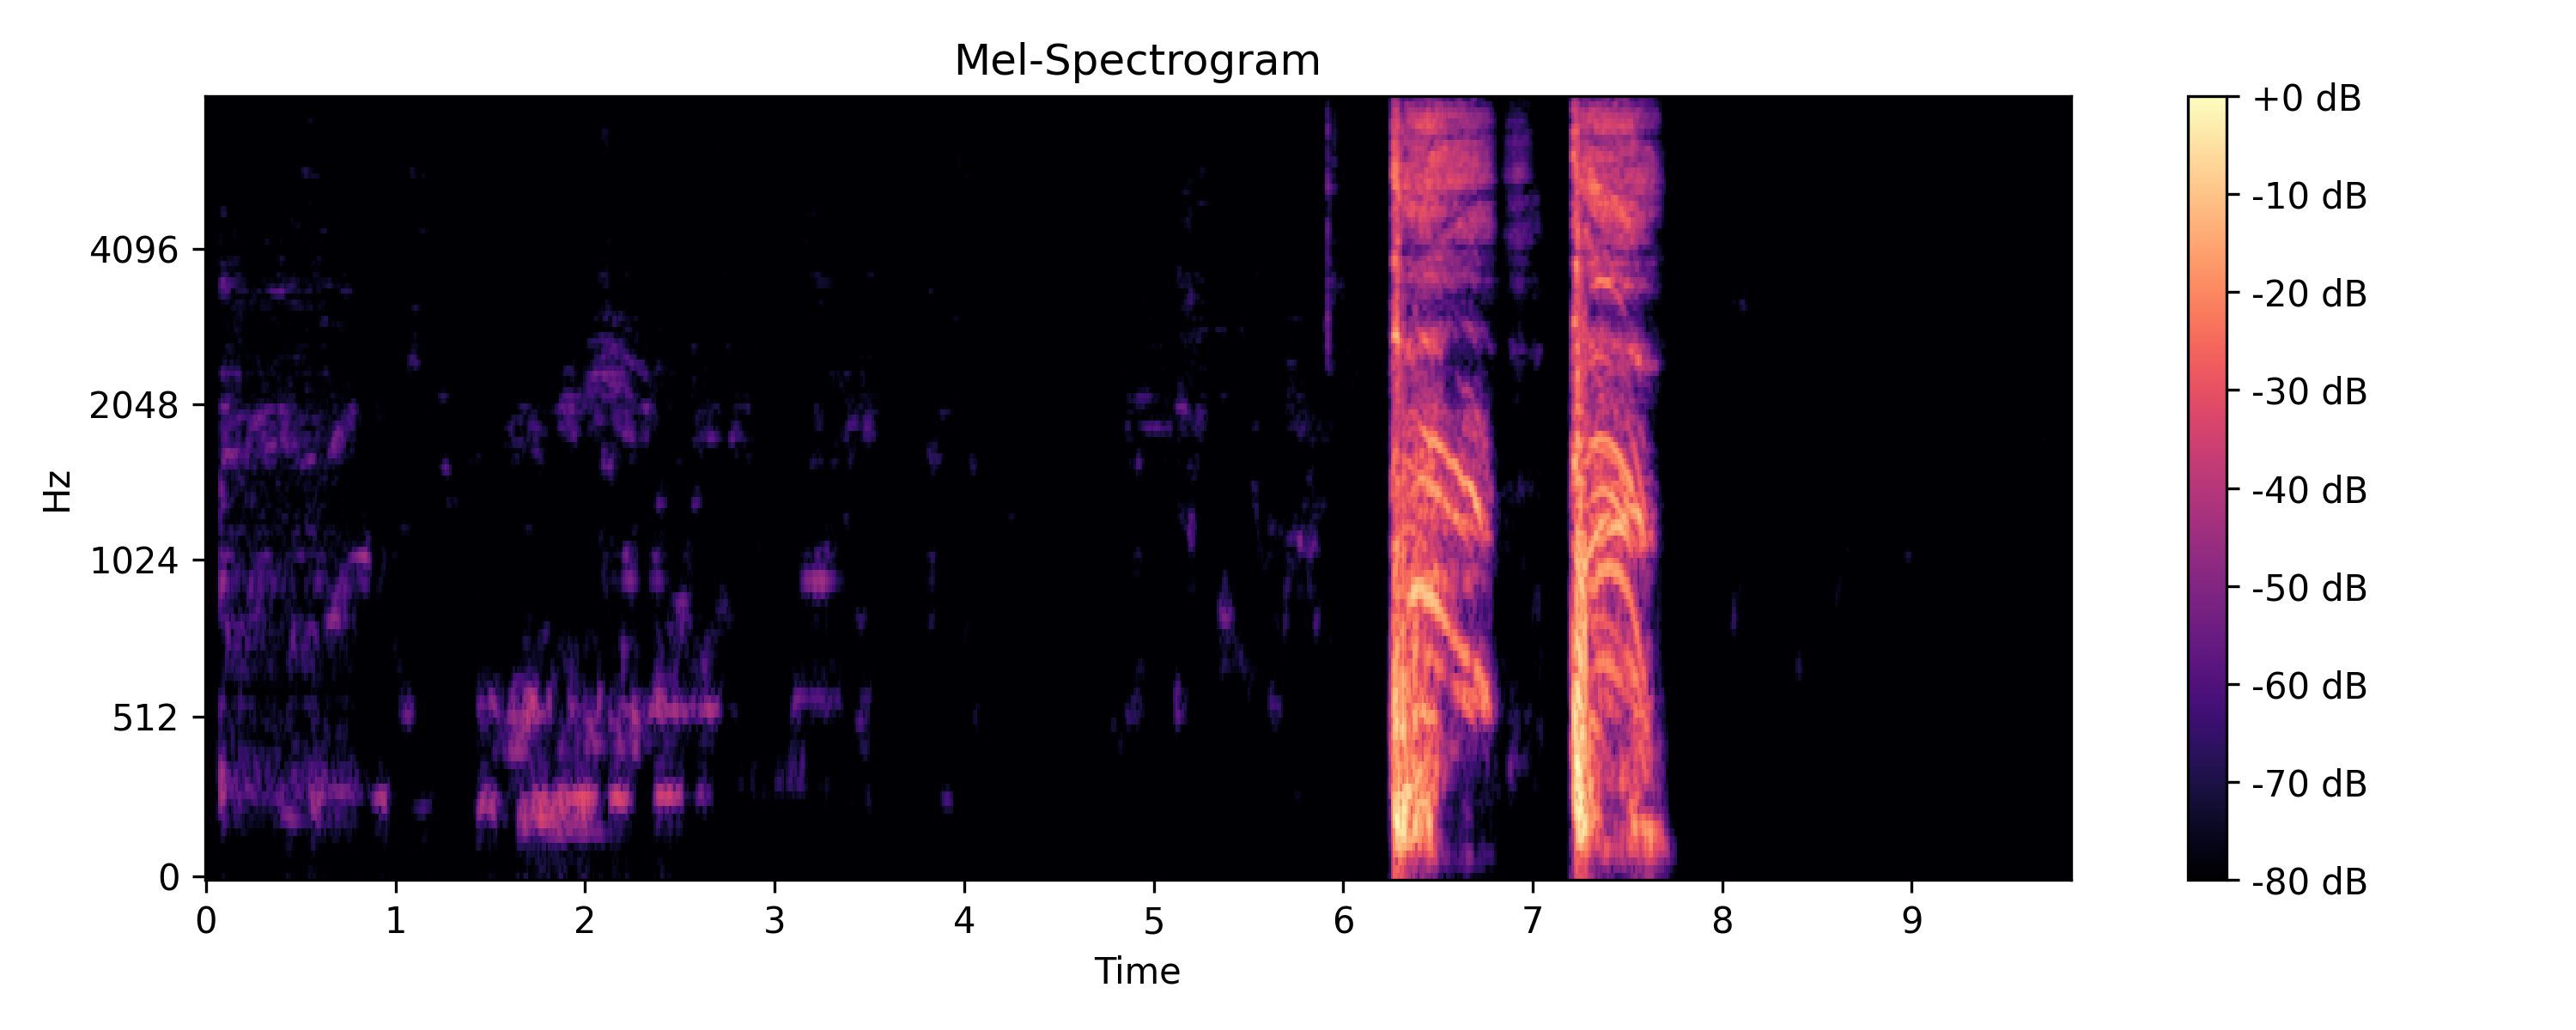 Mel-Spectrogram
+0 dB
-10 dB
-20 dB
-30 dB
-40 dB
-50 dB
-60 dB
-70 dB
-80 dB
4096
2048
1024
512
0
Hz
0 1 2 3 4 5 6 7 8 9
Time